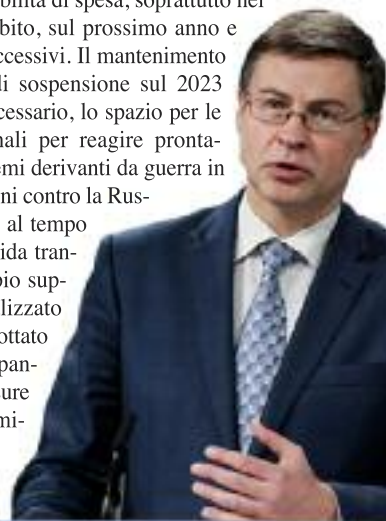 bilità di spesa, soprattutto nel
bito, sul prossimo anno e
ccessivi. Il mantenimento
di sospensione sul 2023
cessario, lo spazio per le
nali per reagire pronta-
emi derivanti da guerra in
ni contro la Rus-
al tempo
ida tran-
pio sup-
lizzato
ottato
pan-
sure
mi-